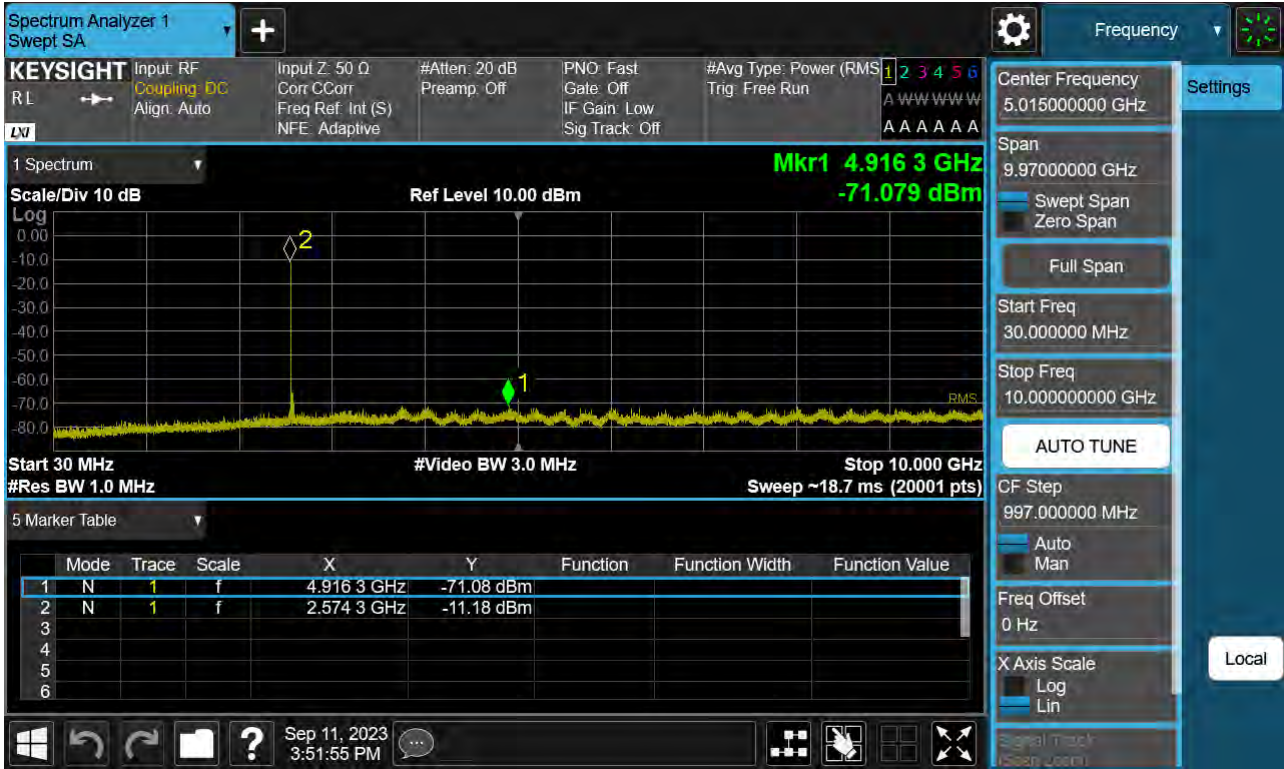 Spectrum Analyzer 1
Swept SA
Frequency
KEYSIGHT
R L
LXI
Input: RF
Coupling: DC
Align: Auto
Input Z: 50 Ω
Corr CCorr
Freq Ref: Int (S)
NFE: Adaptive
#Atten: 20 dB
Preamp: Off
PNO: Fast
Gate: Off
IF Gain: Low
Sig Track: Off
#Avg Type: Power (RMS
Trig: Free Run
1 2 3 4 5 6
A W W W W W
A A A A A A
1 Spectrum
Mkr1 4.916 3 GHz
-71.079 dBm
Scale/Div 10 dB
Ref Level 10.00 dBm
Log
0.00
-10.0
-20.0
-30.0
-40.0
-50.0
-60.0
-70.0
-80.0
2
1
RMS
Start 30 MHz
#Video BW 3.0 MHz
Stop 10.000 GHz
#Res BW 1.0 MHz
Sweep ~18.7 ms (20001 pts)
5 Marker Table
Mode Trace Scale X Y Function Function Width Function Value
1 N 1 f 4.916 3 GHz -71.08 dBm
2 N 1 f 2.574 3 GHz -11.18 dBm
3
4
5
6
Sep 11, 2023
3:51:55 PM
?
Center Frequency
5.015000000 GHz
Settings
Span
9.97000000 GHz
Swept Span
Zero Span
Full Span
Start Freq
30.000000 MHz
Stop Freq
10.000000000 GHz
AUTO TUNE
CF Step
997.000000 MHz
Auto
Man
Freq Offset
0 Hz
X Axis Scale
Log
Lin
Local
Signal Track
(Span Zoom)